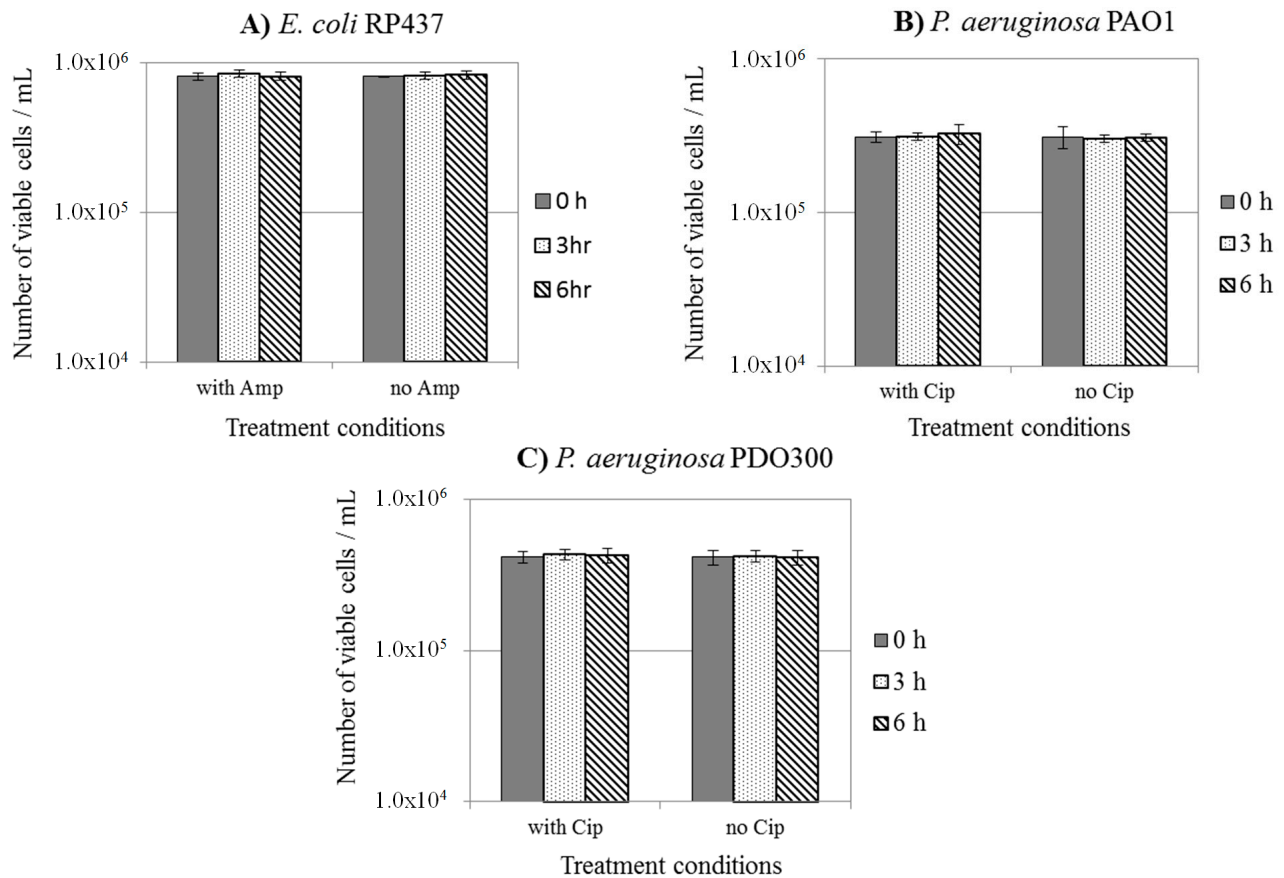 A) E. coli RP437
Number of viable cells / mL
1.0x10⁶
1.0x10⁵
1.0x10⁴
with Amp
no Amp
Treatment conditions
0 h
3hr
6hr
B) P. aeruginosa PAO1
Number of viable cells / mL
1.0x10⁶
1.0x10⁵
1.0x10⁴
with Cip
no Cip
Treatment conditions
0 h
3 h
6 h
C) P. aeruginosa PDO300
Number of viable cells / mL
1.0x10⁶
1.0x10⁵
1.0x10⁴
with Cip
no Cip
Treatment conditions
0 h
3 h
6 h